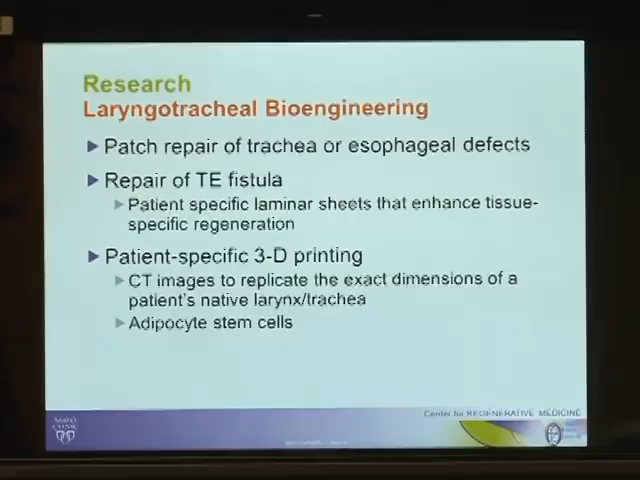 Research
Laryngotracheal Bioengineering
Patch repair of trachea or esophageal defects
Repair of TE fistula
Patient specific laminar sheets that enhance tissue-
specific regeneration
Patient-specific 3-D printing
CT images to replicate the exact dimensions of a
patient's native larynx/trachea
Adipocyte stem cells
Center for REGENERATIVE MEDICINE
MAYO
CLINIC